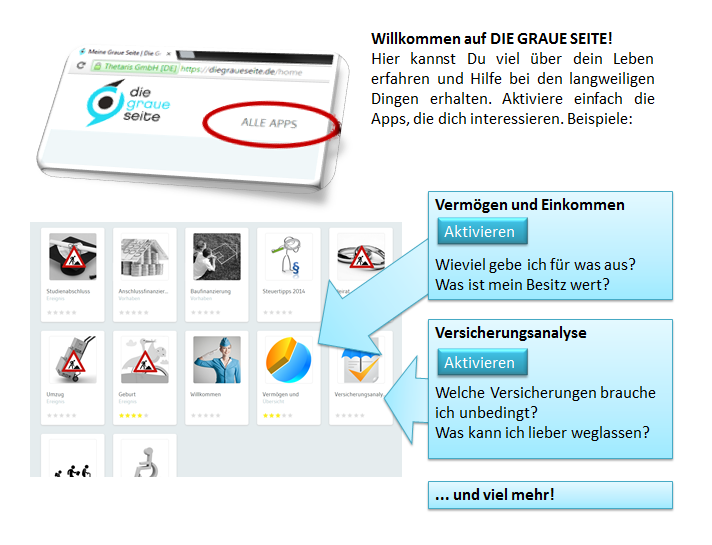 Meine Graue Seite | Die G
Thetaris GmbH [DE] https://diegraueseite.de/home
die
graue
seite
ALLE APPS
Willkommen auf DIE GRAUE SEITE!
Hier kannst Du viel über dein Leben
erfahren und Hilfe bei den langweiligen
Dingen erhalten. Aktiviere einfach die
Apps, die dich interessieren. Beispiele:
Studienabschluss
Ereignis
Anschlussfinanzier...
Vorhaben
Baufinanzierung
Vorhaben
Steuertipps 2014
Umzug
Ereignis
Geburt
Ereignis
Willkommen
Vermögen und
Übersicht
Versicherungsanaly
Vermögen und Einkommen
Aktivieren
Wieviel gebe ich für was aus?
Was ist mein Besitz wert?
Versicherungsanalyse
Aktivieren
Welche Versicherungen brauche
ich unbedingt?
Was kann ich lieber weglassen?
... und viel mehr!